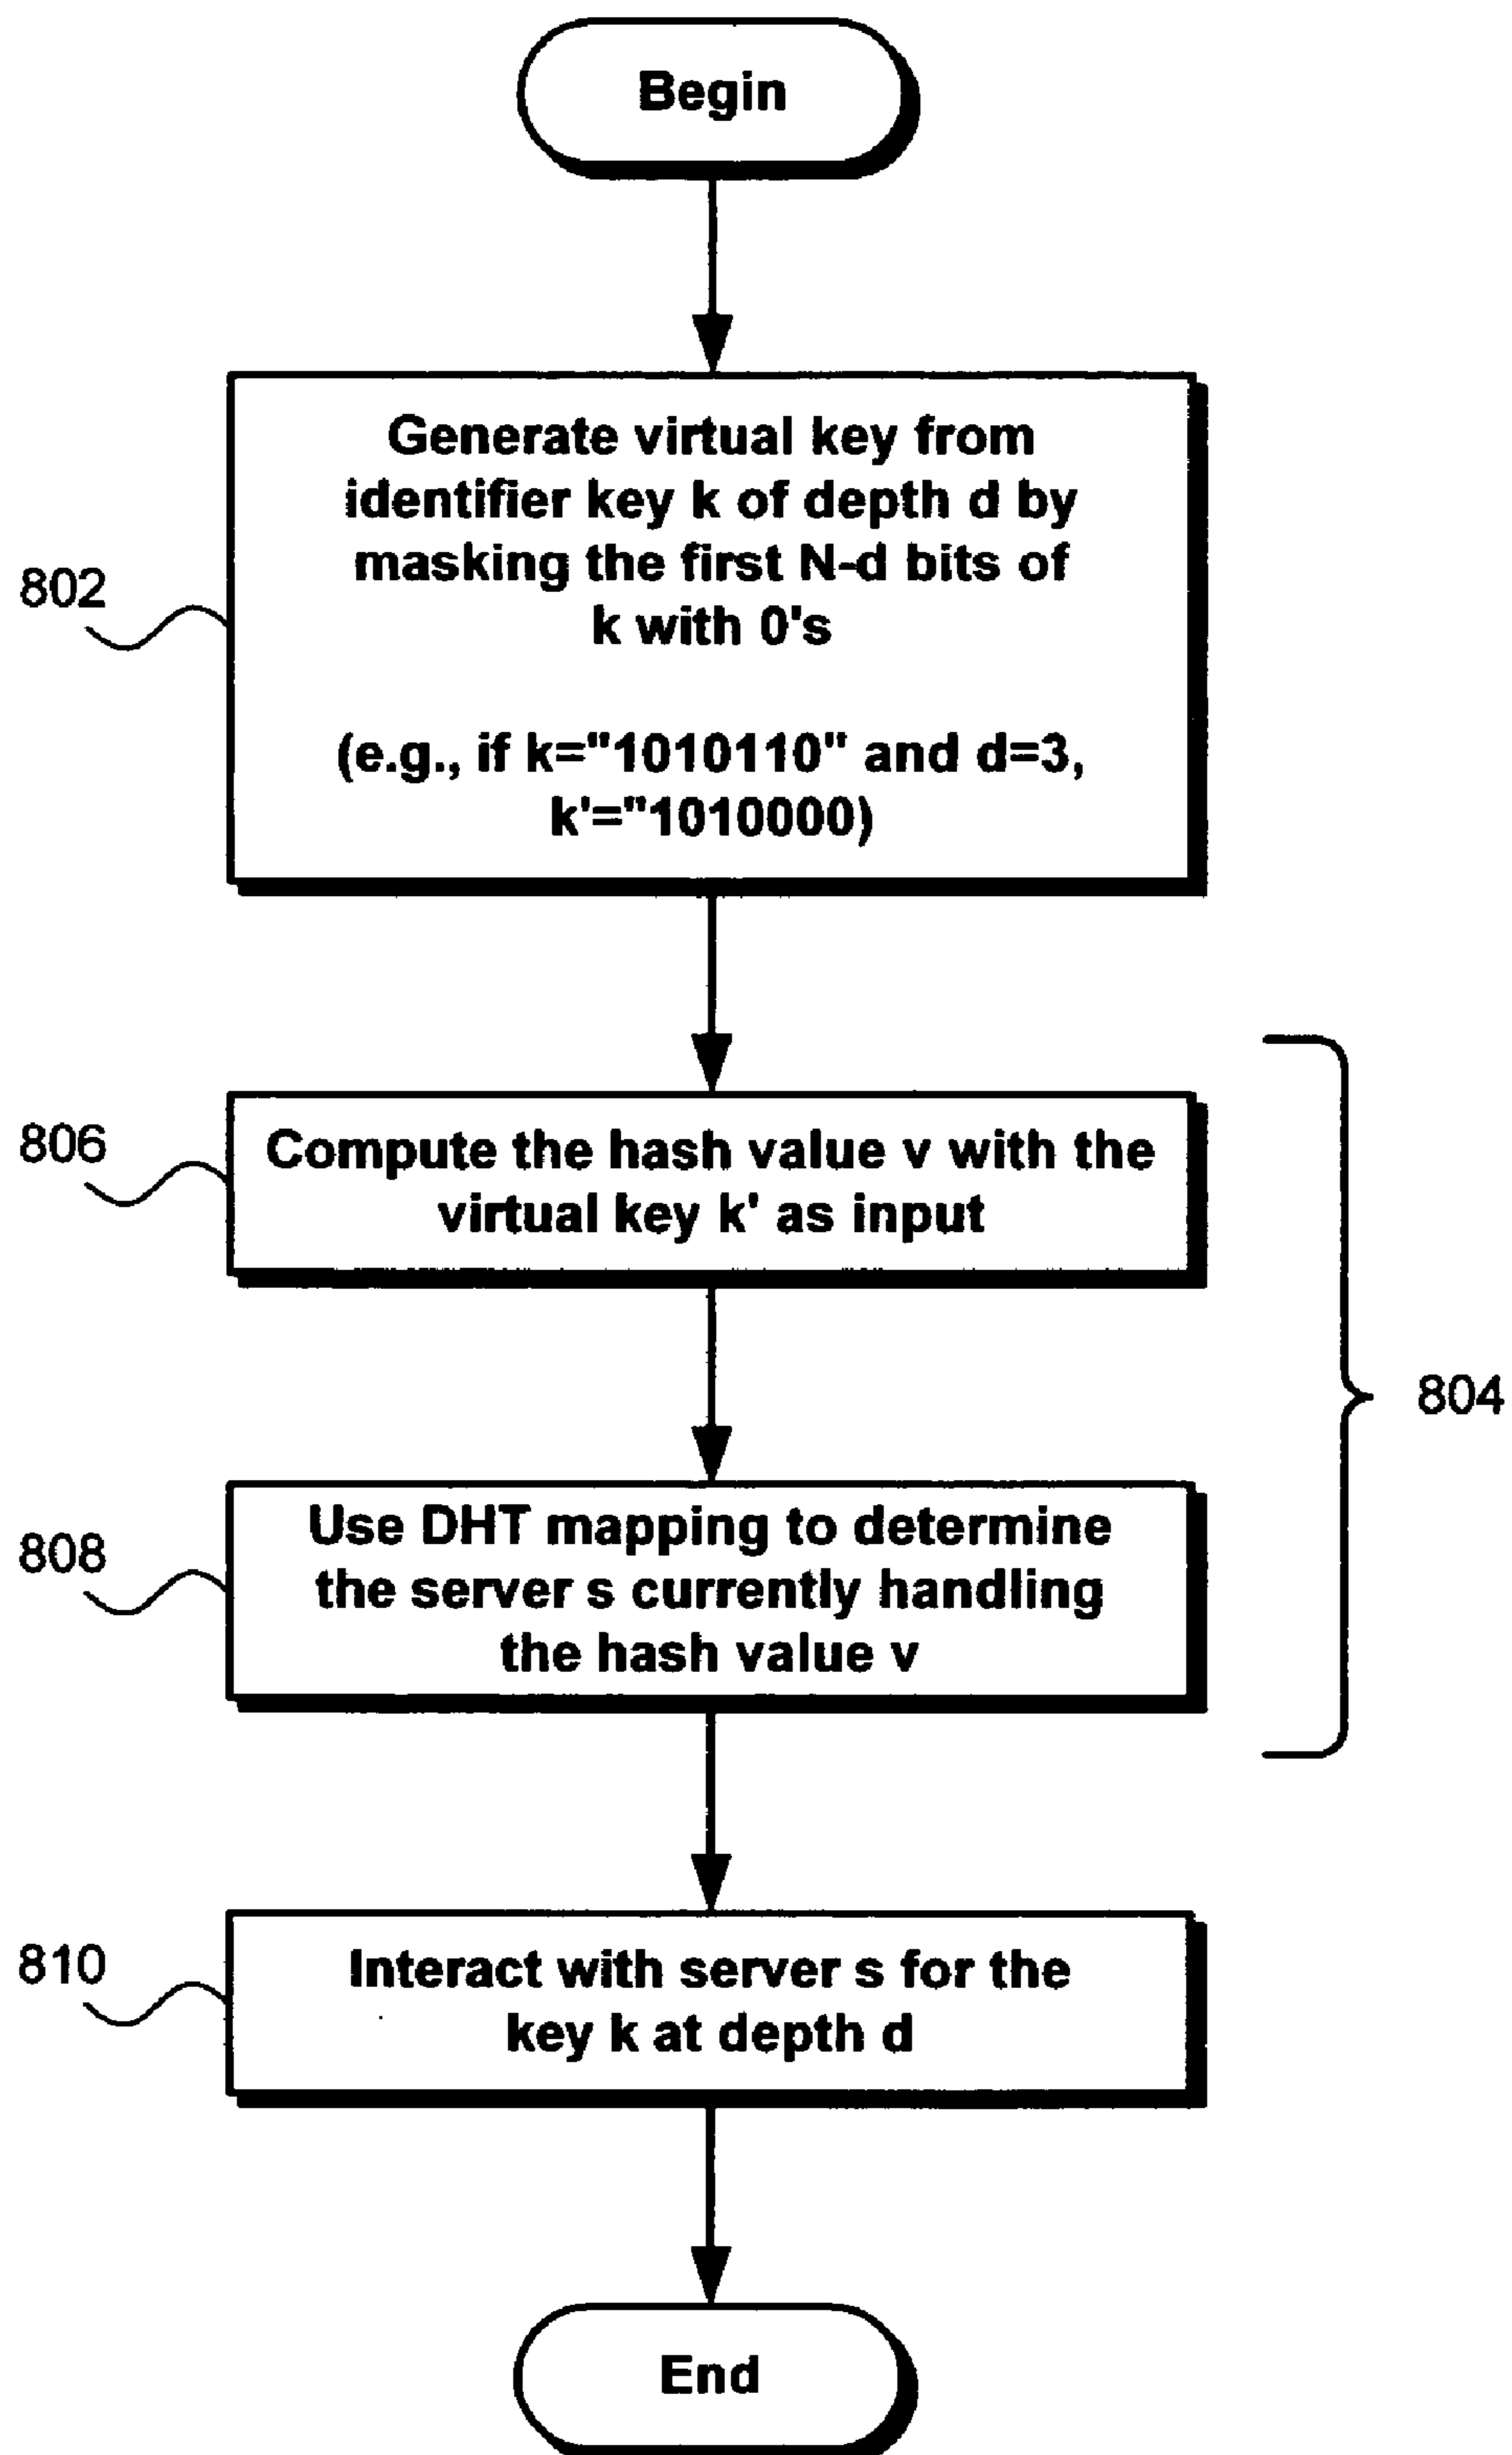 Begin
802
Generate virtual key from
identifier key k of depth d by
masking the first N-d bits of
k with 0's
(e.g., if k="1010110" and d=3,
k'="1010000)
806
Compute the hash value v with the
virtual key k' as input
804
808
Use DHT mapping to determine
the server s currently handling
the hash value v
810
Interact with server s for the
key k at depth d
End